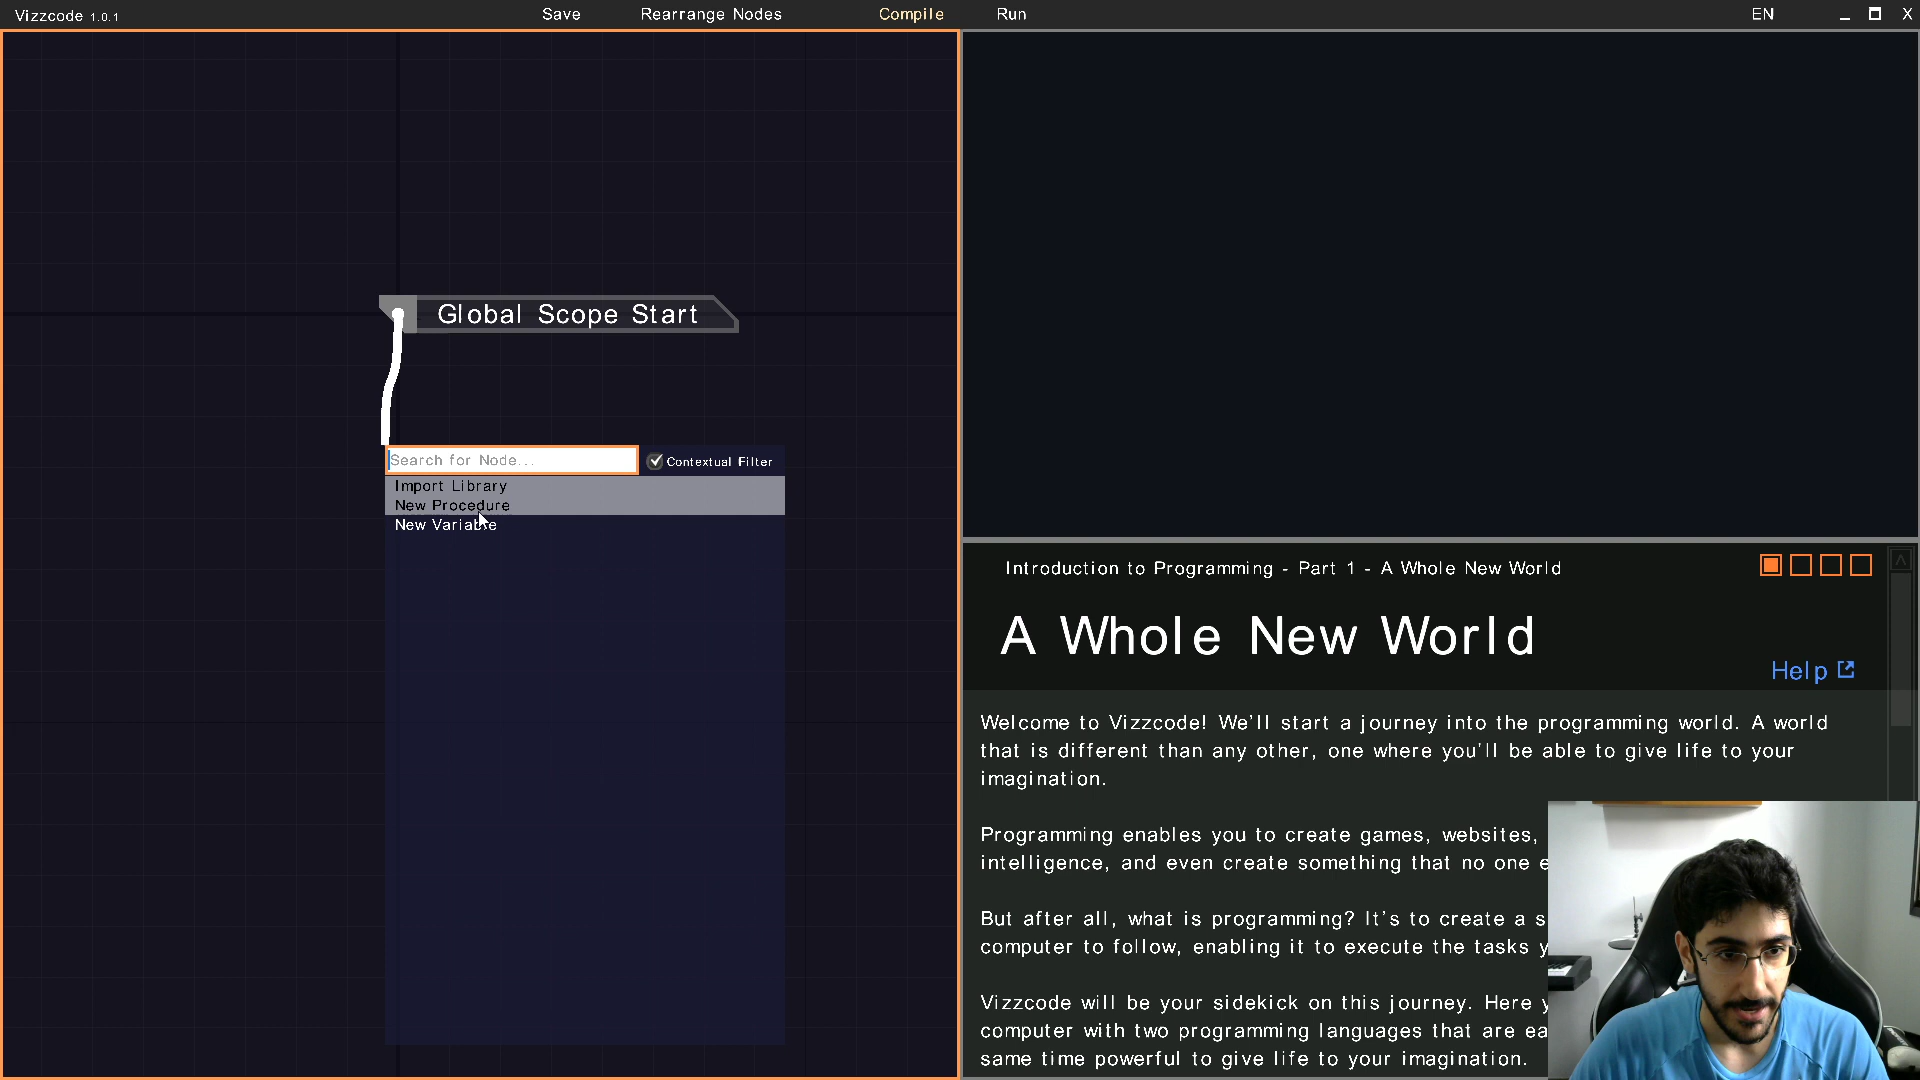 Vizzcode 1.0.1
Save
Rearrange Nodes
Compile
Run
EN
X
Global Scope Start
Search for Node...
Contextual Filter
Import Library
New Procedure
New Variable
Introduction to Programming - Part 1 - A Whole New World
A Whole New World
Help
Welcome to Vizzcode! We'll start a journey into the programming world. A world
that is different than any other, one where you'll be able to give life to your
imagination.
Programming enables you to create games, websites,
intelligence, and even create something that no one
But after all, what is programming? It's to create a
computer to follow, enabling it to execute the tasks
Vizzcode will be your sidekick on this journey. Here
computer with two programming languages that are
same time powerful to give life to your imagination.